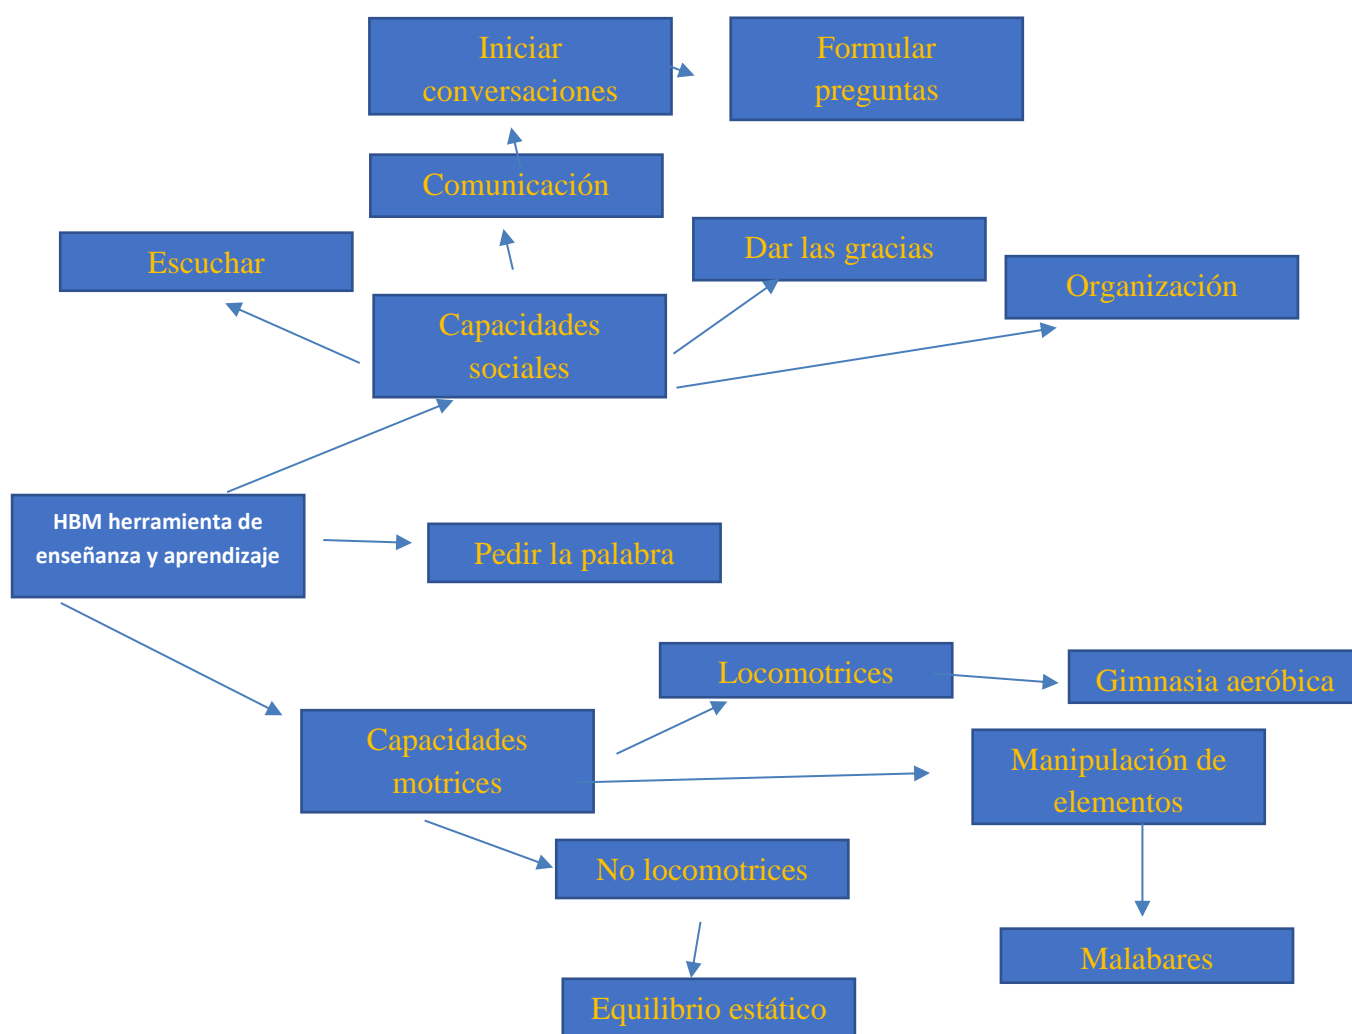 Iniciar
conversaciones
Formular
preguntas
Comunicación
Dar las gracias
Escuchar
Organización
Capacidades
sociales
HBM herramienta de
enseñanza y aprendizaje
Pedir la palabra
Locomotrices
Gimnasia aeróbica
Capacidades
motrices
Manipulación de
elementos
No locomotrices
Malabares
Equilibrio estático